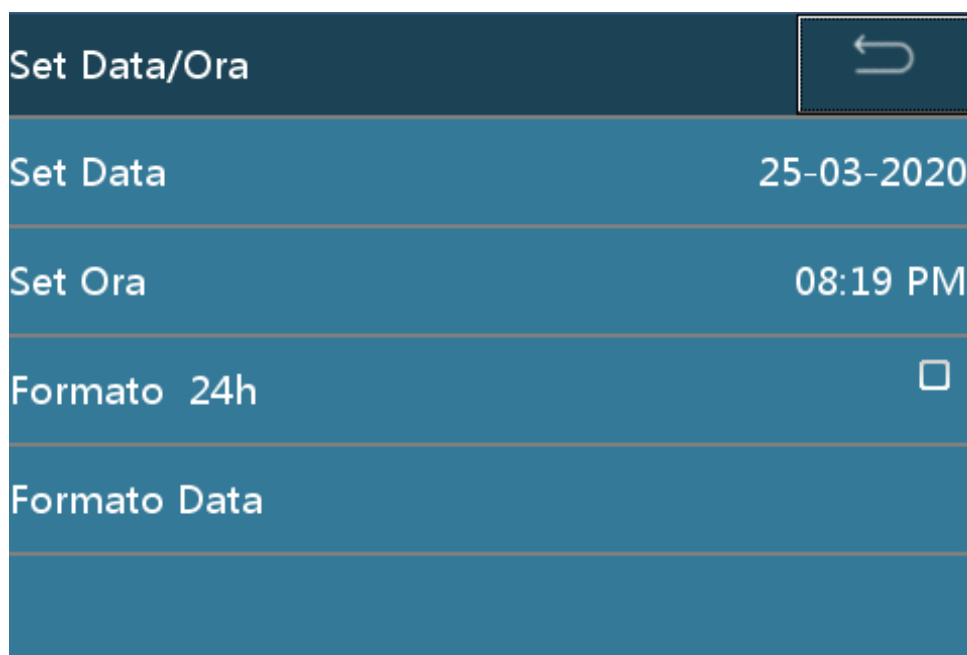 Set Data/Ora
Set Data 25-03-2020
Set Ora 08:19 PM
Formato 24h
Formato Data